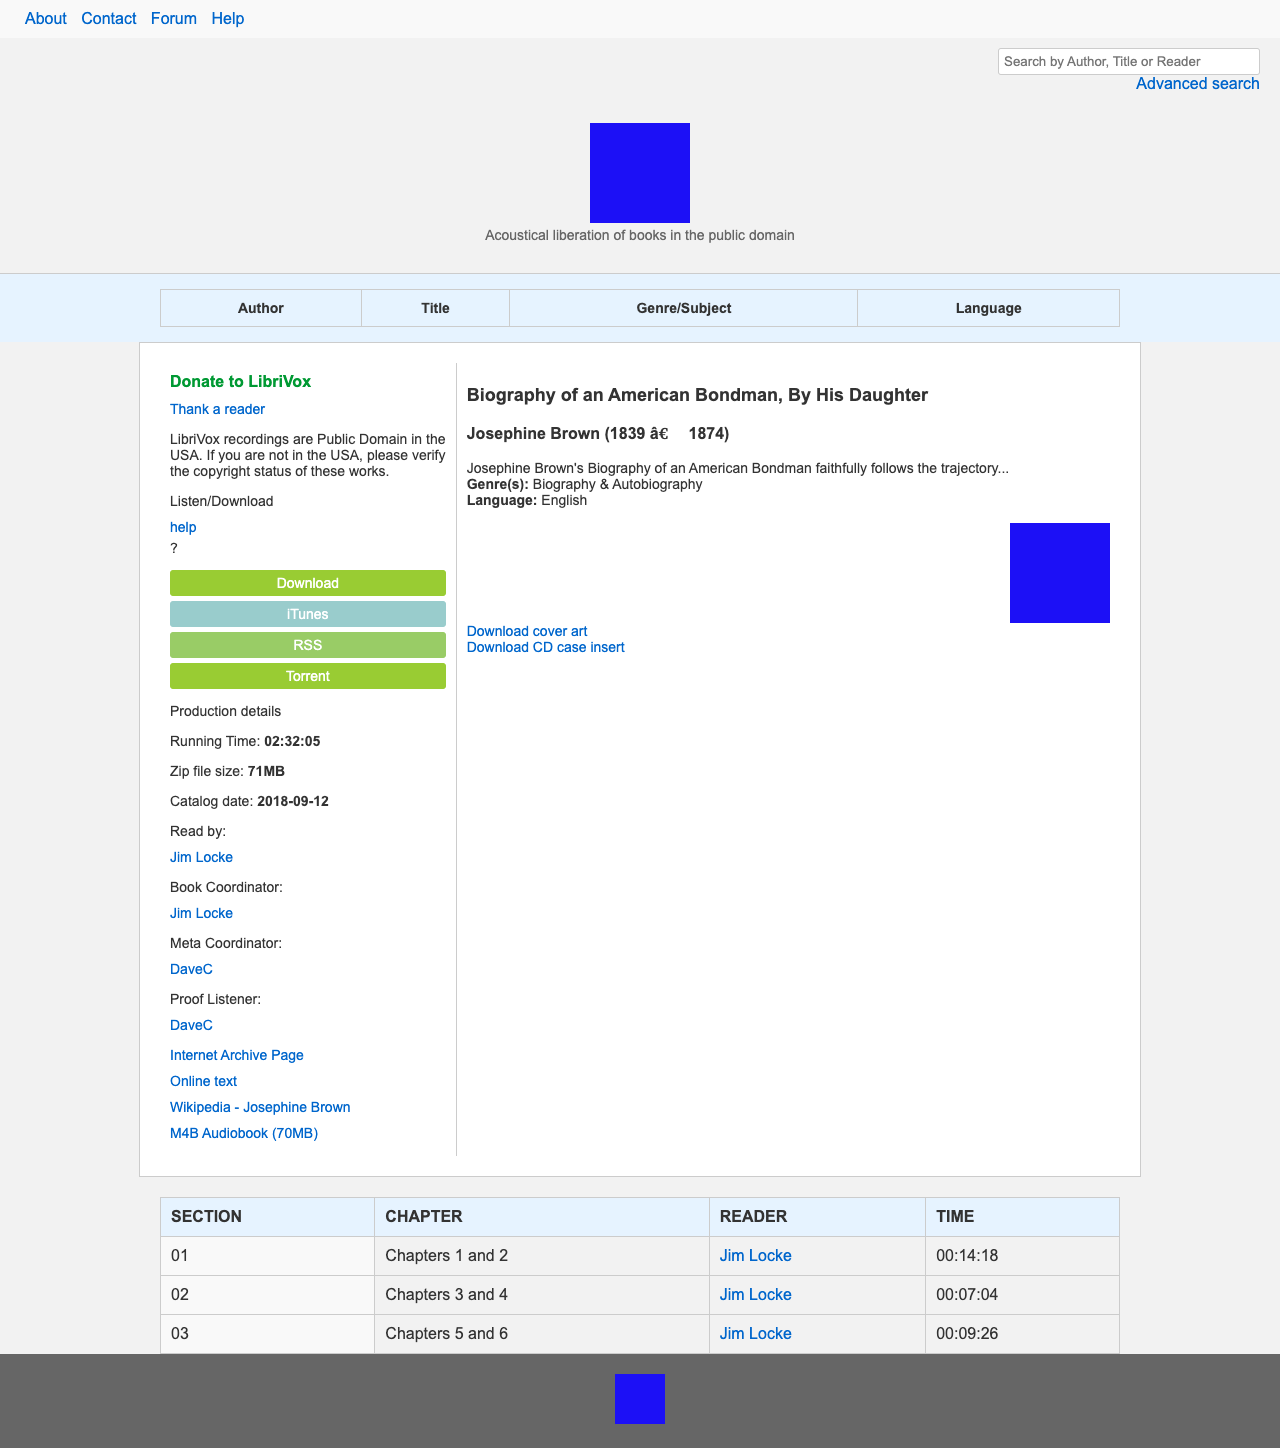 About Contact Forum Help
Search by Author, Title or Reader
Advanced search
Acoustical liberation of books in the public domain
Author Title Genre/Subject Language
Donate to LibriVox
Thank a reader
LibriVox recordings are Public Domain in the
USA. If you are not in the USA, please verify
the copyright status of these works.
Listen/Download
help
?
Download
iTunes
RSS
Torrent
Production details
Running Time: 02:32:05
Zip file size: 71MB
Catalog date: 2018-09-12
Read by:
Jim Locke
Book Coordinator:
Jim Locke
Meta Coordinator:
DaveC
Proof Listener:
DaveC
Internet Archive Page
Online text
Wikipedia - Josephine Brown
M4B Audiobook (70MB)
Biography of an American Bondman, By His Daughter
Josephine Brown (1839 â€ 1874)
Josephine Brown's Biography of an American Bondman faithfully follows the trajectory...
Genre(s): Biography & Autobiography
Language: English
Download cover art
Download CD case insert
SECTION CHAPTER READER TIME
01 Chapters 1 and 2 Jim Locke 00:14:18
02 Chapters 3 and 4 Jim Locke 00:07:04
03 Chapters 5 and 6 Jim Locke 00:09:26